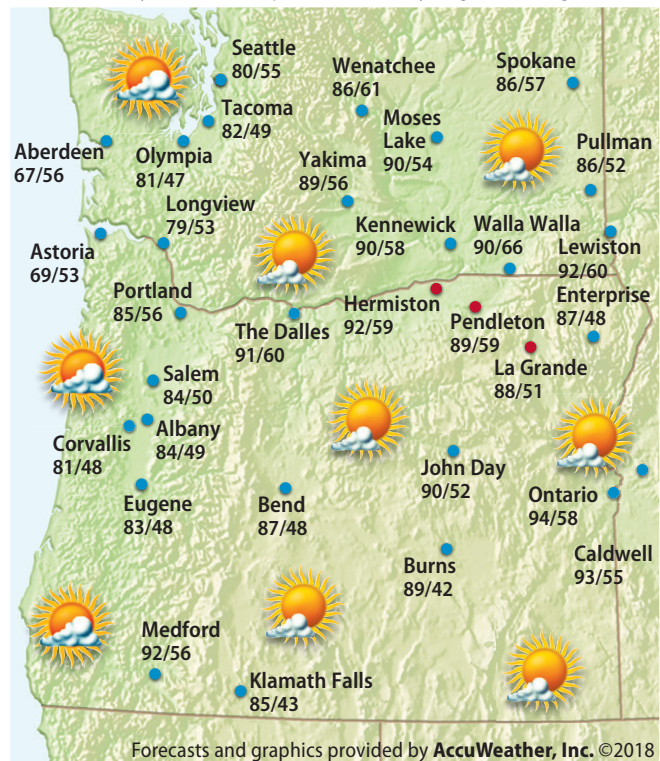 Seattle
80/55
Wenatchee
86/61
Spokane
86/57
Tacoma
82/49
Moses
Lake
90/54
Pullman
86/52
Aberdeen
67/56
Olympia
81/47
Yakima
89/56
Longview
79/53
Kennewick
90/58
Walla Walla
90/66
Lewiston
92/60
Astoria
69/53
Portland
85/56
The Dalles
91/60
Hermiston
92/59
Pendleton
89/59
Enterprise
87/48
La Grande
88/51
Salem
84/50
Corvallis
81/48
Albany
84/49
John Day
90/52
Eugene
83/48
Bend
87/48
Ontario
94/58
Burns
89/42
Caldwell
93/55
Medford
92/56
Klamath Falls
85/43
Forecasts and graphics provided by AccuWeather, Inc. ©2018